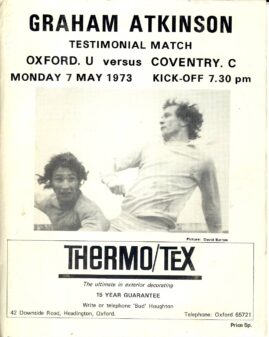 GRAHAM ATKINSON
TESTIMONIAL MATCH
OXFORD. U versus COVENTRY. C
MONDAY 7 MAY 1973 KICK-OFF 7.30 pm
Picture: David Barlow
THERMO/TEX
The ultimate in exterior decorating
15 YEAR GUARANTEE
Write or telephone "Bud" Houghton
42 Downside Road, Headington, Oxford. Telephone: Oxford 65721
Price 5p.